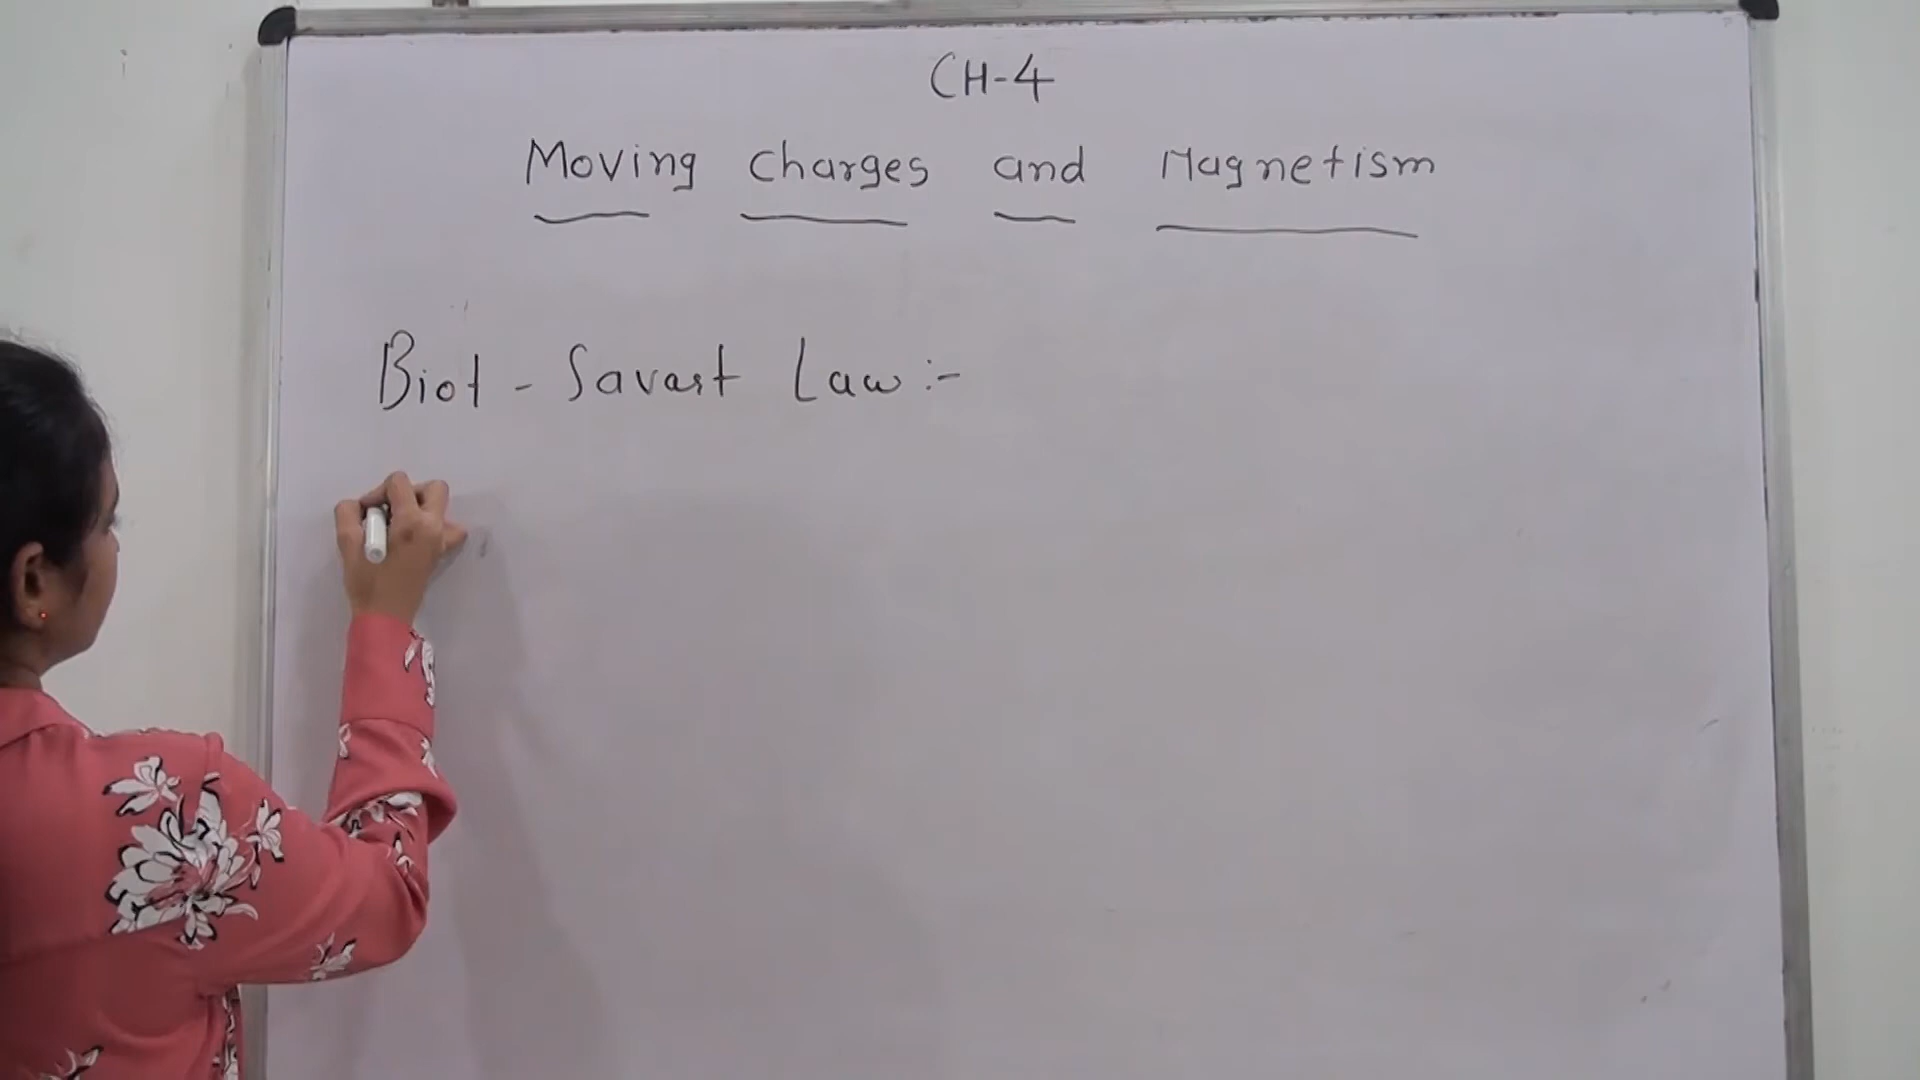 CH-4
Moving charges and Magnetism
Biot - Savart Law :-